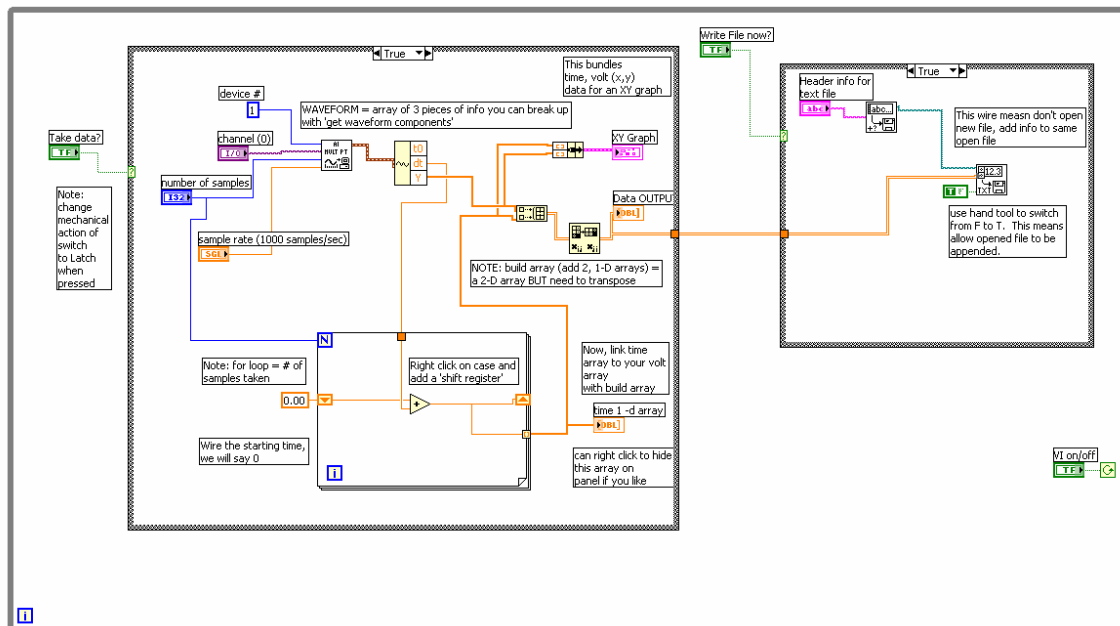 Write File now?
TF
True
This bundles
time, volt (x,y)
data for an XY graph
True
Header info for
text file
abc
abc...
+?
This wire measn don't open
new file, add info to same
open file
device #
1
WAVEFORM = array of 3 pieces of info you can break up
with 'get waveform components'
Take data?
TF
channel (0)
I/O
AI
MULT PT
t0
dt
Y
XY Graph
number of samples
I32
Data OUTPUT
DBL]
12.3
TXT
T F
Note:
change
mechanical
action of
switch
to Latch
when
pressed
sample rate (1000 samples/sec)
SGL
use hand tool to switch
from F to T. This means
allow opened file to be
appended.
NOTE: build array (add 2, 1-D arrays) =
a 2-D array BUT need to transpose
N
Note: for loop = # of
samples taken
Right click on case and
add a 'shift register'
Now, link time
array to your volt
array
with build array
0.00
+
time 1 -d array
DBL]
Wire the starting time,
we will say 0
i
can right click to hide
this array on
panel if you like
VI on/off
TF
i